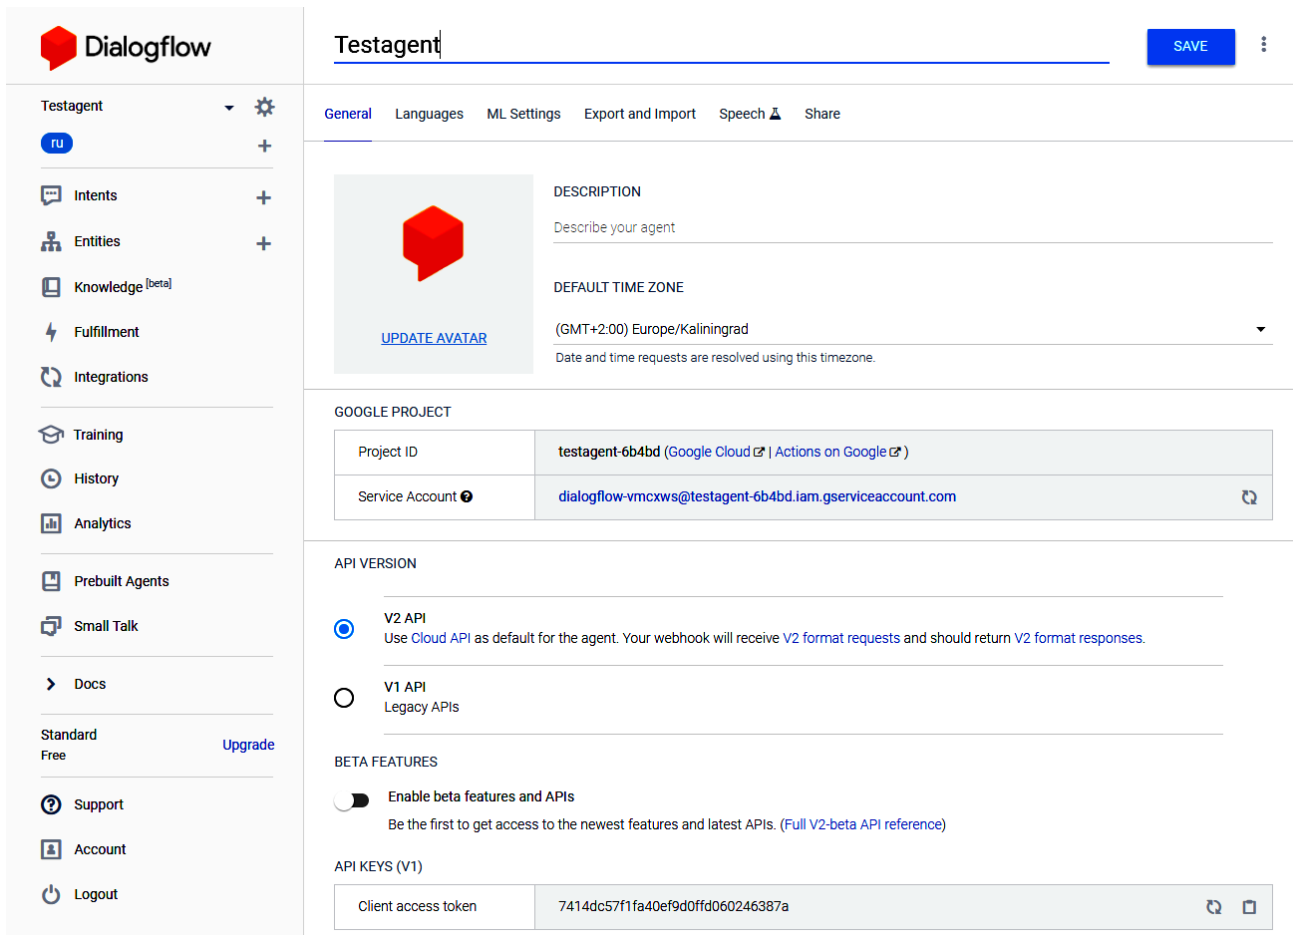 Dialogflow
Testagent
SAVE
Testagent
ru
Intents
Entities
Knowledge [beta]
Fulfillment
Integrations
Training
History
Analytics
Prebuilt Agents
Small Talk
Docs
Standard
Free
Upgrade
Support
Account
Logout
General Languages ML Settings Export and Import Speech Share
UPDATE AVATAR
DESCRIPTION
Describe your agent
DEFAULT TIME ZONE
(GMT+2:00) Europe/Kaliningrad
Date and time requests are resolved using this timezone.
GOOGLE PROJECT
Project ID testagent-6b4bd (Google Cloud | Actions on Google )
Service Account dialogflow-vmcxws@testagent-6b4bd.iam.gserviceaccount.com
API VERSION
V2 API
Use Cloud API as default for the agent. Your webhook will receive V2 format requests and should return V2 format responses.
V1 API
Legacy APIs
BETA FEATURES
Enable beta features and APIs
Be the first to get access to the newest features and latest APIs. (Full V2-beta API reference)
API KEYS (V1)
Client access token 7414dc57f1fa40ef9d0ffd060246387a